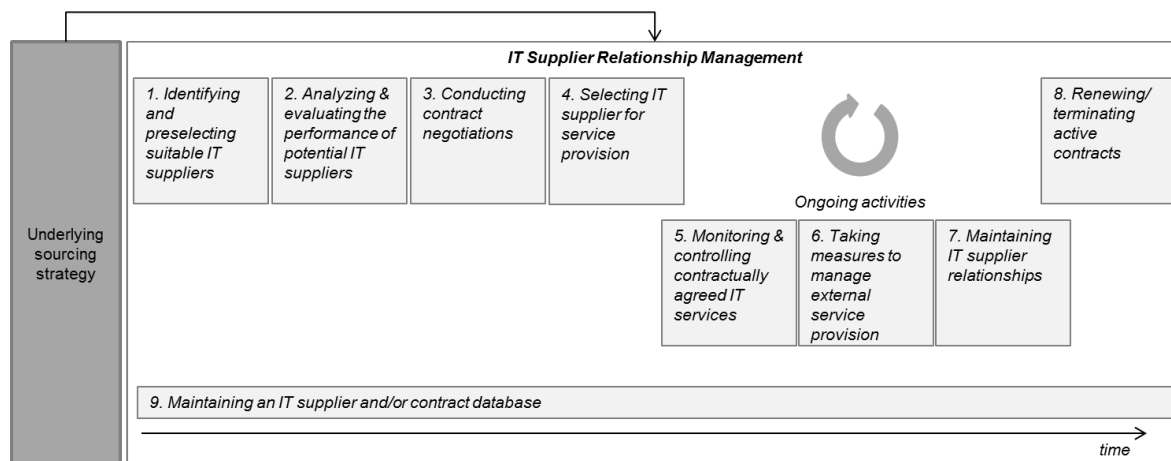 IT Supplier Relationship Management
Underlying
sourcing
strategy
1. Identifying
and
preselecting
suitable IT
suppliers
2. Analyzing &
evaluating the
performance of
potential IT
suppliers
3. Conducting
contract
negotiations
4. Selecting IT
supplier for
service
provision
Ongoing activities
5. Monitoring &
controlling
contractually
agreed IT
services
6. Taking
measures to
manage
external
service
provision
7. Maintaining
IT supplier
relationships
8. Renewing/
terminating
active
contracts
9. Maintaining an IT supplier and/or contract database
time